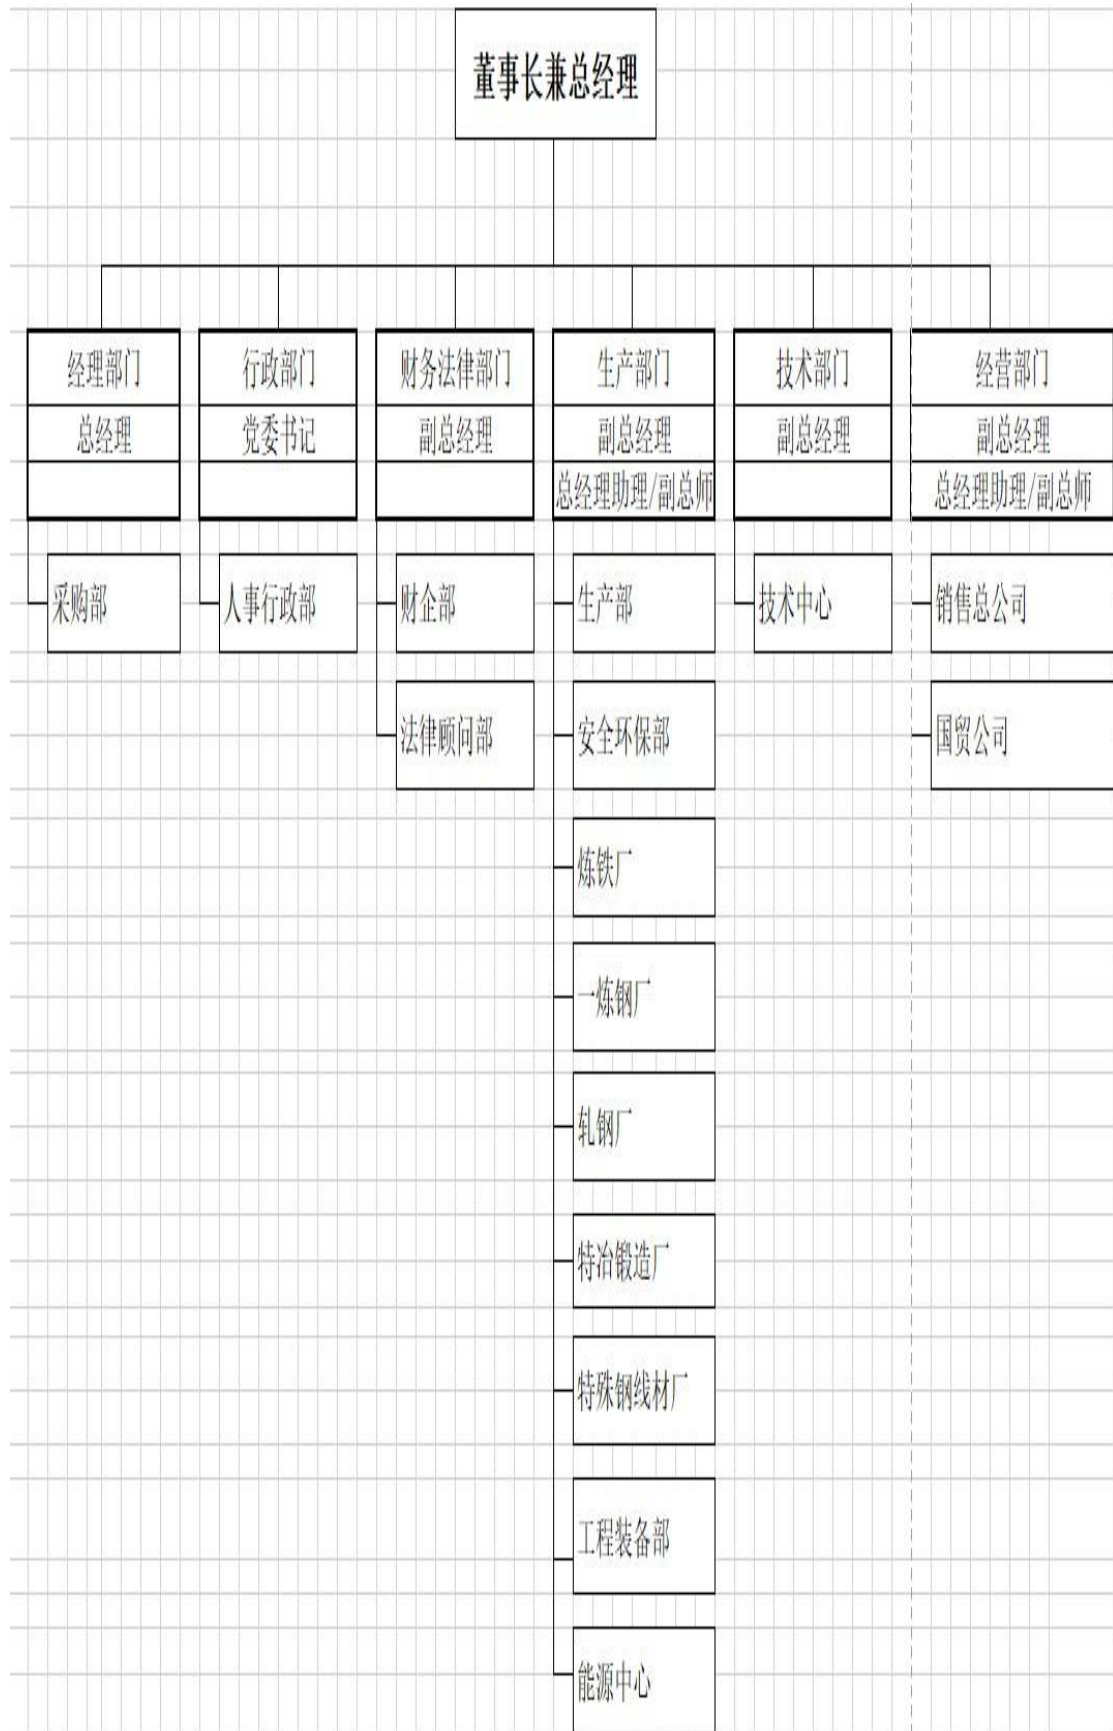 董事长兼总经理
经理部门
总经理
行政部门
党委书记
财务法律部门
副总经理
生产部门
副总经理
总经理助理/副总师
技术部门
副总经理
经营部门
副总经理
总经理助理/副总师
采购部
人事行政部
财企部
法律顾问部
生产部
安全环保部
炼铁厂
一炼钢厂
轧钢厂
特冶锻造厂
特殊钢线材厂
工程装备部
能源中心
技术中心
销售总公司
国贸公司